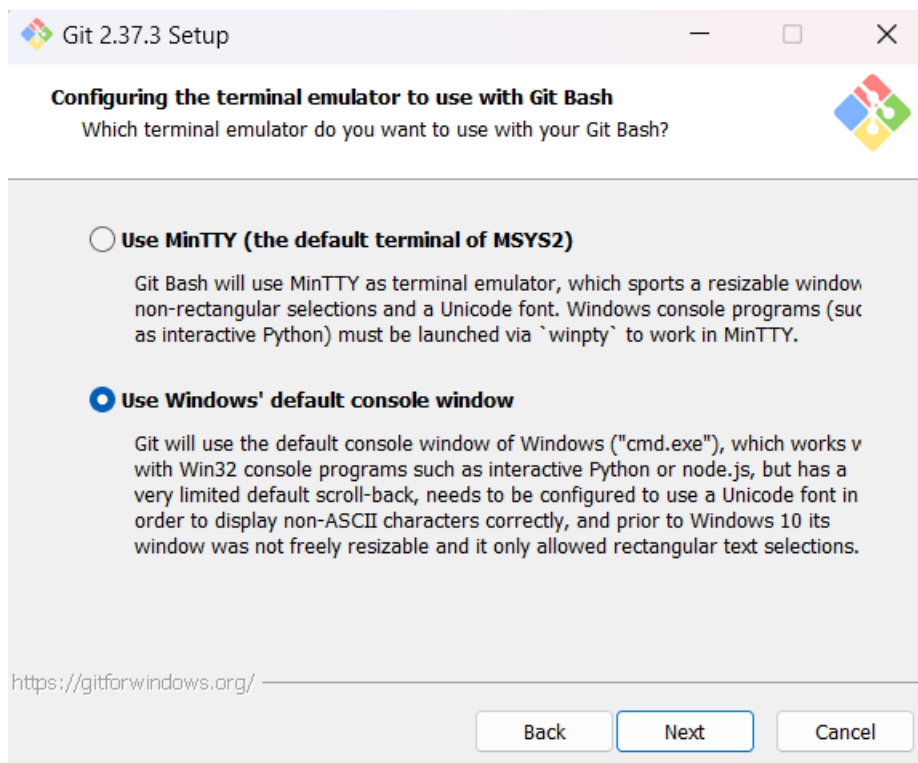 Git 2.37.3 Setup
Configuring the terminal emulator to use with Git Bash
Which terminal emulator do you want to use with your Git Bash?
Use MinTTY (the default terminal of MSYS2)
Git Bash will use MinTTY as terminal emulator, which sports a resizable window
non-rectangular selections and a Unicode font. Windows console programs (suc
as interactive Python) must be launched via `winpty` to work in MinTTY.
Use Windows' default console window
Git will use the default console window of Windows ("cmd.exe"), which works w
with Win32 console programs such as interactive Python or node.js, but has a
very limited default scroll-back, needs to be configured to use a Unicode font in
order to display non-ASCII characters correctly, and prior to Windows 10 its
window was not freely resizable and it only allowed rectangular text selections.
https://gitforwindows.org/
Back Next Cancel